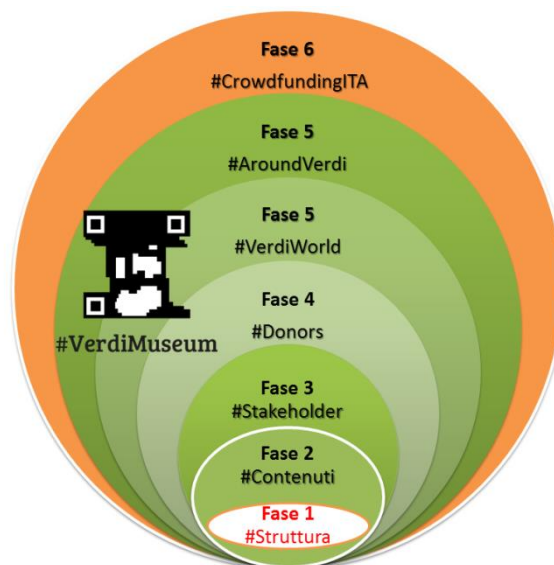 Fase 6
#CrowdfundingITA
Fase 5
#AroundVerdi
Fase 5
#VerdiWorld
Fase 4
#Donors
#VerdiMuseum
Fase 3
#Stakeholder
Fase 2
#Contenuti
Fase 1
#Struttura